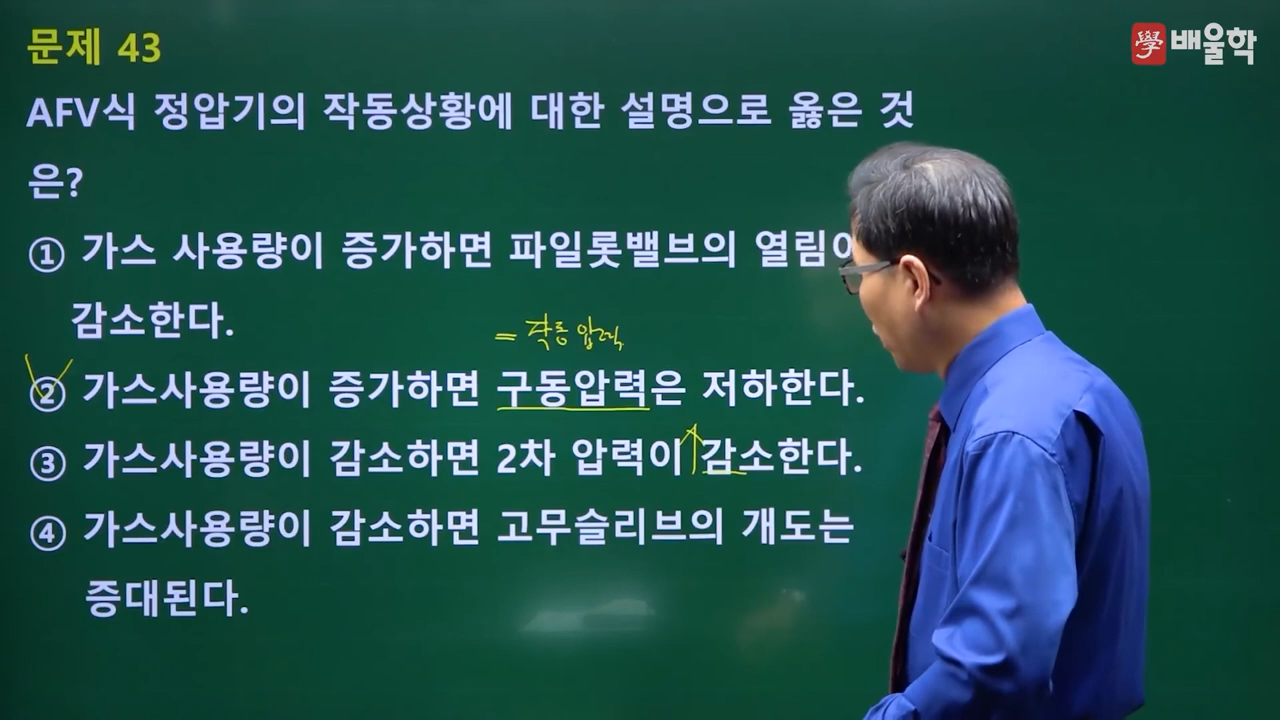 문제 43
學 배울학
AFV식 정압기의 작동상황에 대한 설명으로 옳은 것
은?
① 가스 사용량이 증가하면 파일롯밸브의 열림이
감소한다.
= 작동압력
② 가스사용량이 증가하면 구동압력은 저하한다.
③ 가스사용량이 감소하면 2차 압력이 감소한다.
④ 가스사용량이 감소하면 고무슬리브의 개도는
증대된다.